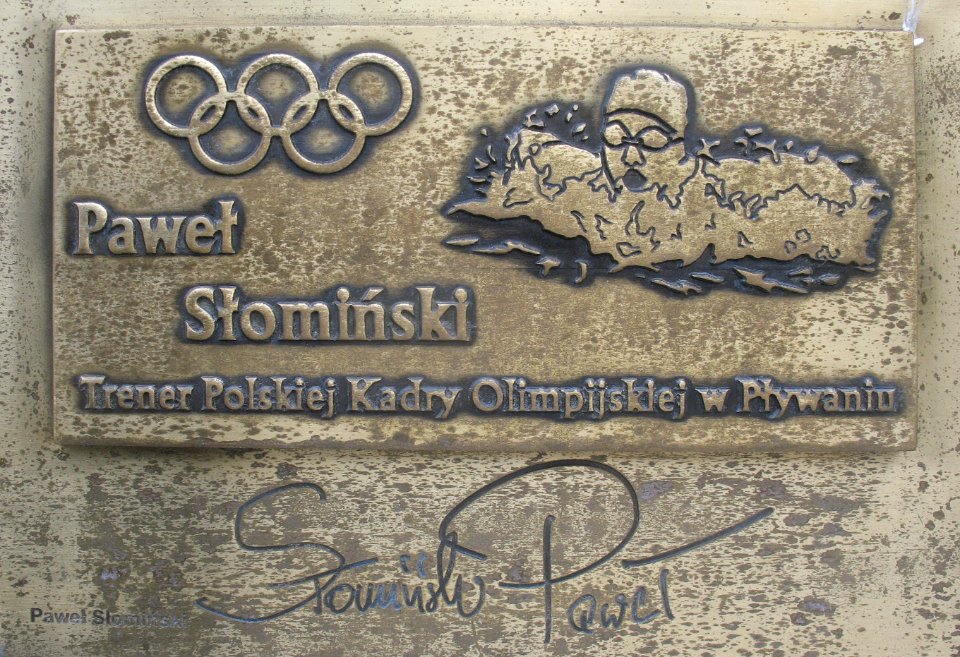 Paweł
Słomiński
Trener Polskiej Kadry Olimpijskiej w Pływaniu
Słomiński Paweł
Paweł Słomiński